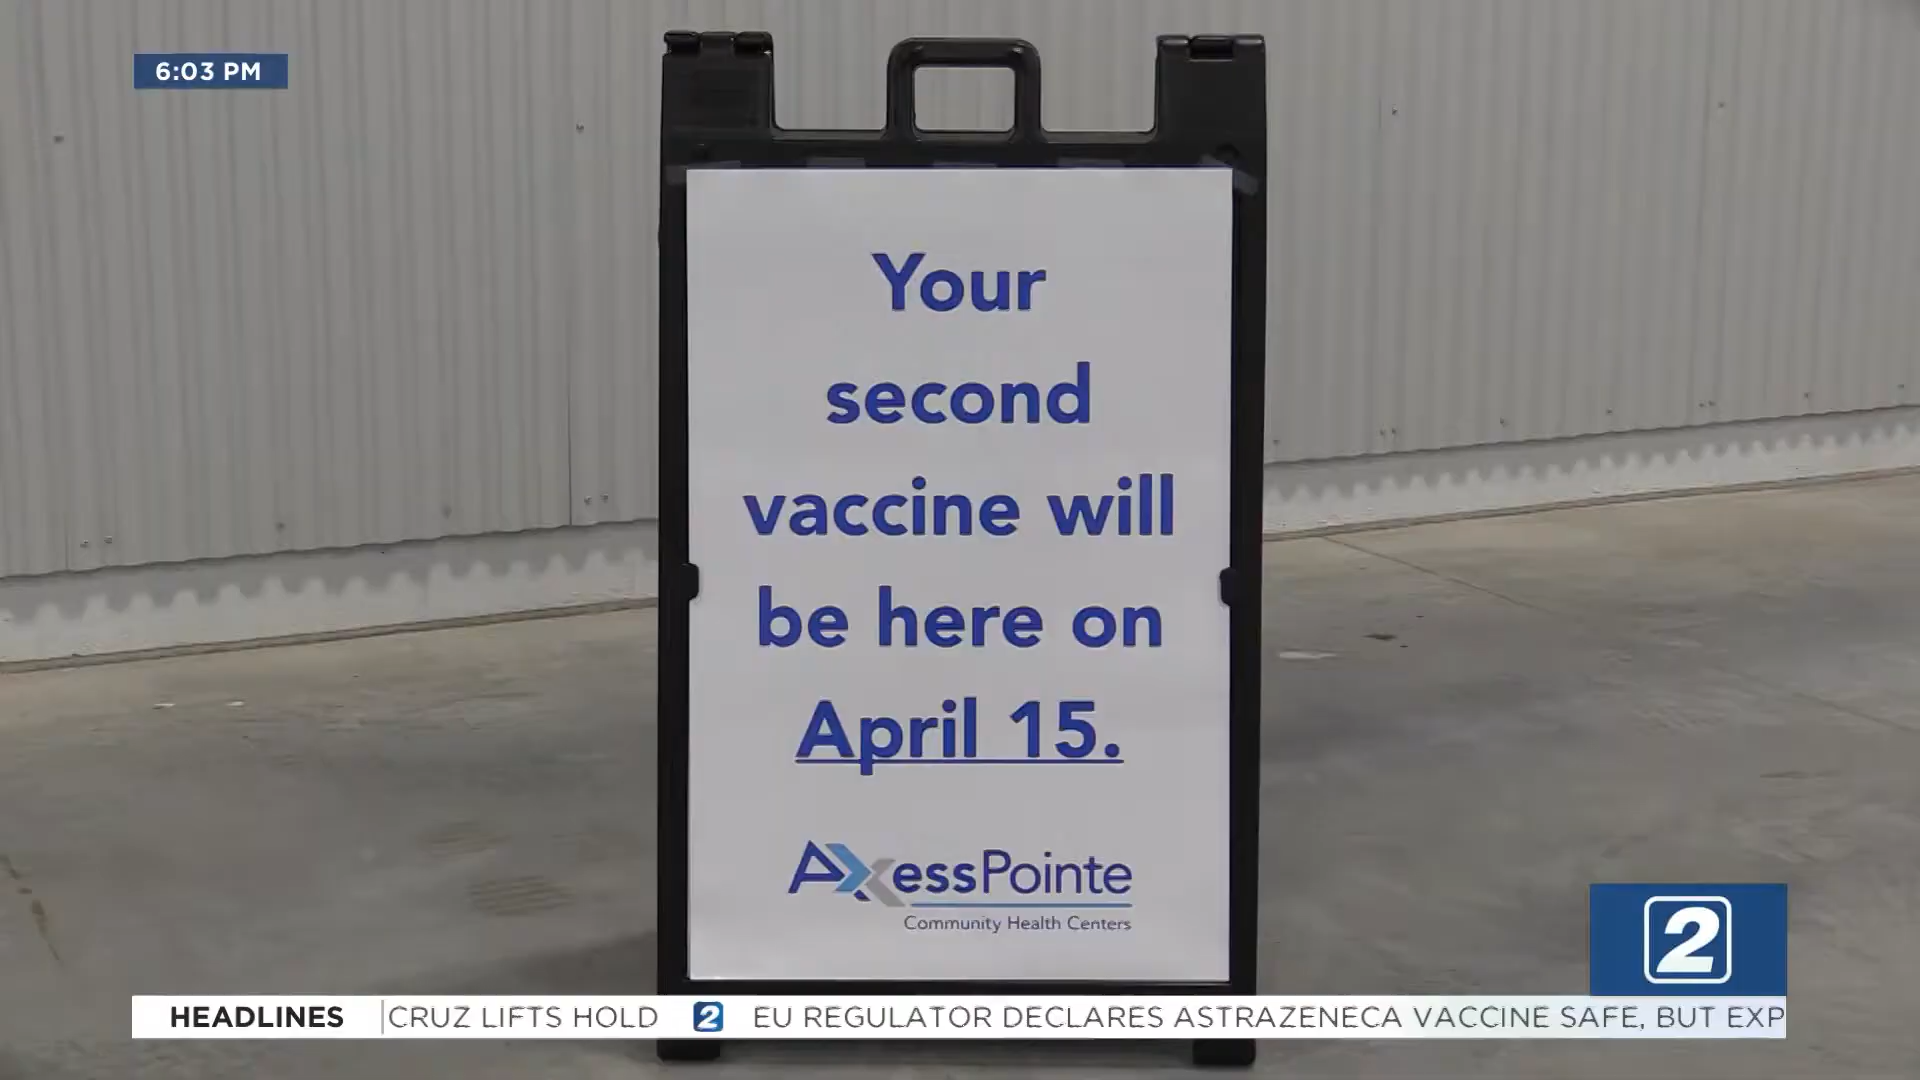 6:03 PM
Your
second
vaccine will
be here on
April 15.
AxessPointe
Community Health Centers
2
HEADLINES CRUZ LIFTS HOLD 2 EU REGULATOR DECLARES ASTRAZENECA VACCINE SAFE, BUT EXP